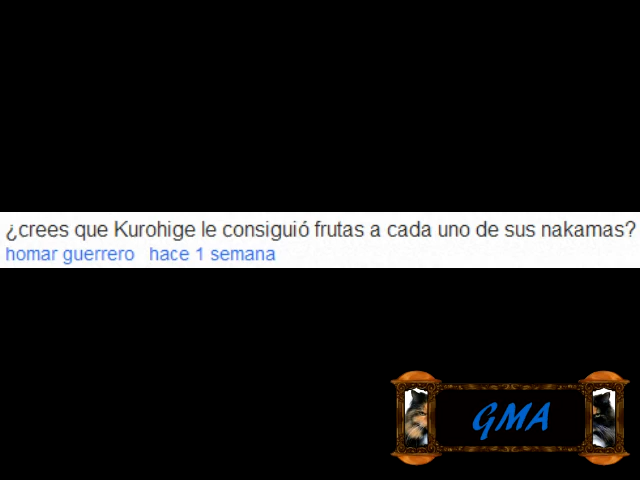 ¿crees que Kurohige le consiguió frutas a cada uno de sus nakamas?
homar guerrero hace 1 semana
GMA